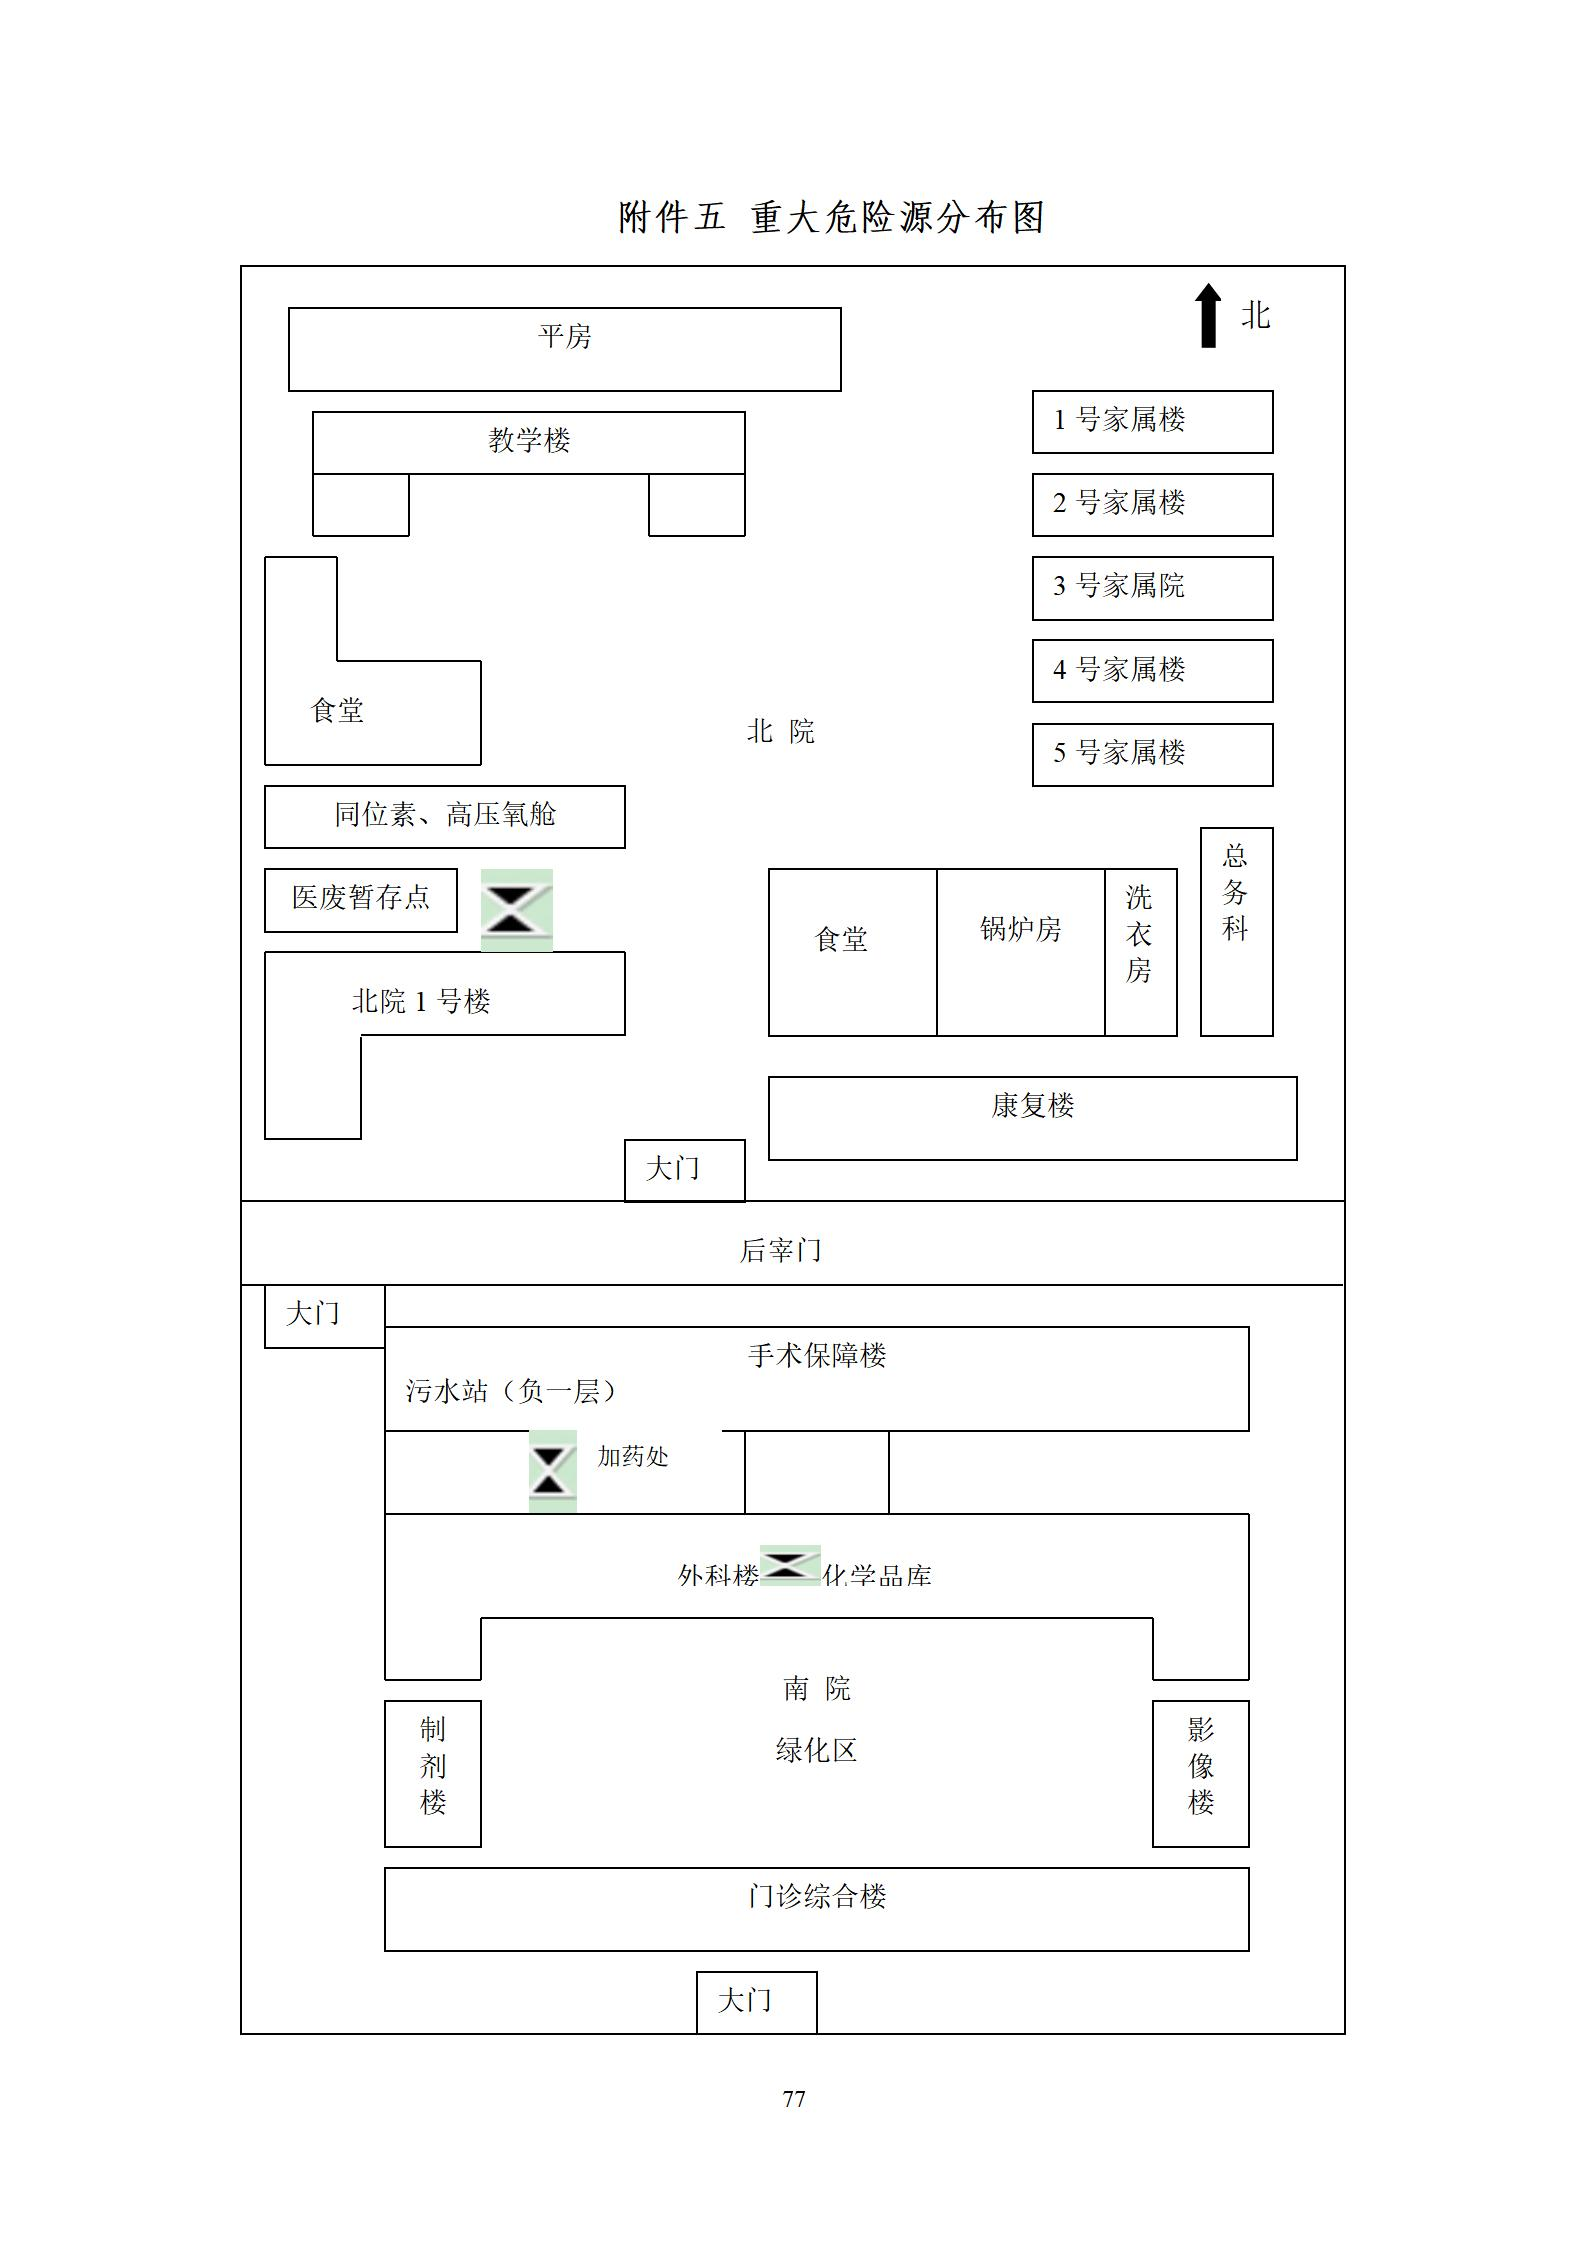 附件五 重大危险源分布图
北
平房
1 号家属楼
教学楼
2 号家属楼
3 号家属院
4 号家属楼
食堂
北 院
5 号家属楼
同位素、高压氧舱
总
务
科
医废暂存点
食堂
锅炉房
洗
衣
房
北院 1 号楼
康复楼
大门
后宰门
大门
手术保障楼
污水站（负一层）
加药处
外科楼 化学品库
南 院
绿化区
制
剂
楼
影
像
楼
门诊综合楼
大门
77